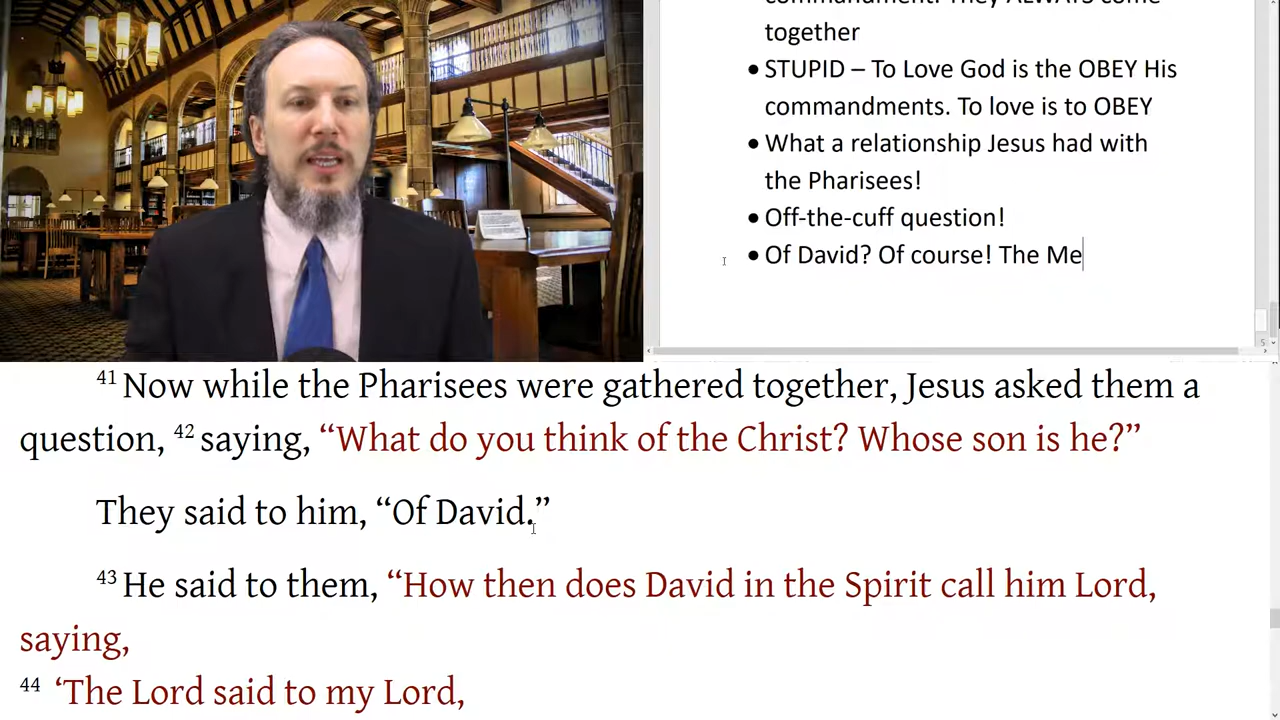 commandment. They ALWAYS come
together
• STUPID – To Love God is the OBEY His
commandments. To love is to OBEY
• What a relationship Jesus had with
the Pharisees!
• Off-the-cuff question!
• Of David? Of course! The Me
41 Now while the Pharisees were gathered together, Jesus asked them a
question, 42 saying, “What do you think of the Christ? Whose son is he?”
They said to him, “Of David.”
43 He said to them, “How then does David in the Spirit call him Lord,
saying,
44 ‘The Lord said to my Lord,